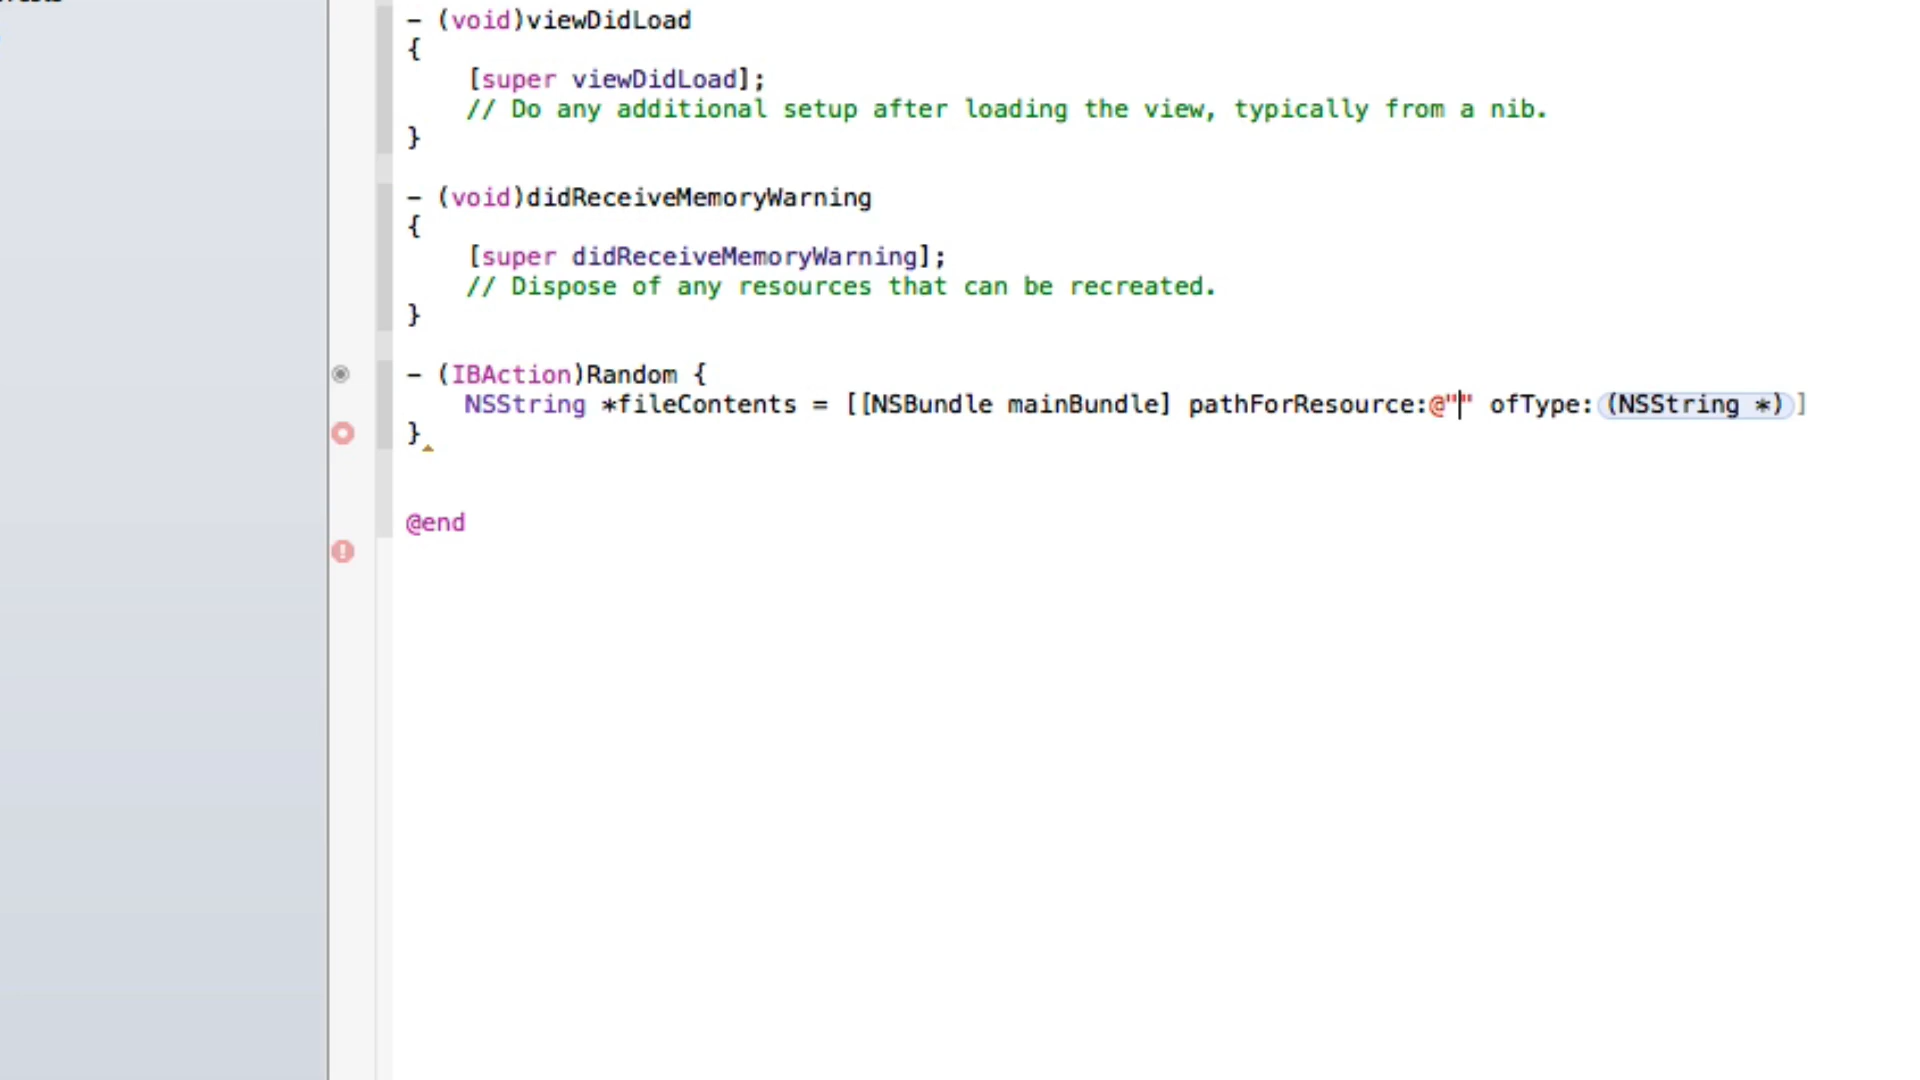 - (void)viewDidLoad
{
[super viewDidLoad];
// Do any additional setup after loading the view, typically from a nib.
}
- (void)didReceiveMemoryWarning
{
[super didReceiveMemoryWarning];
// Dispose of any resources that can be recreated.
}
- (IBAction)Random {
NSString *fileContents = [[NSBundle mainBundle] pathForResource:@"" ofType:(NSString *)]
}
@end